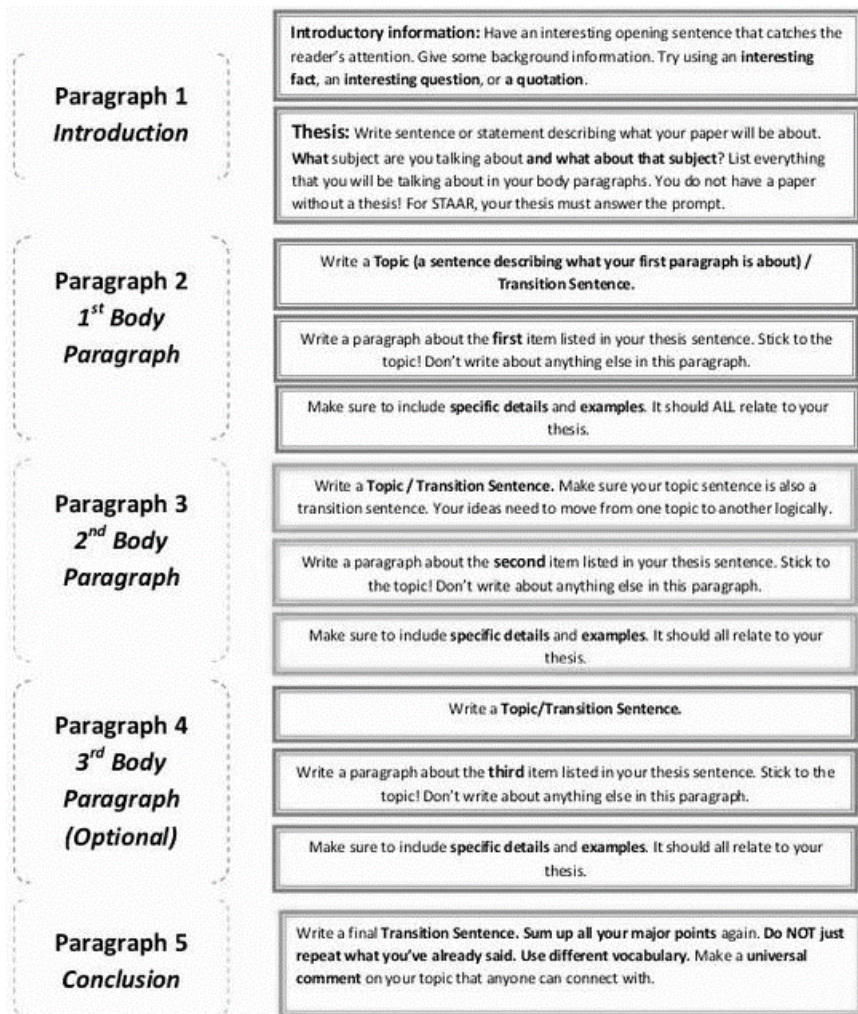 Paragraph 1
Introduction
Introductory information: Have an interesting opening sentence that catches the
reader's attention. Give some background information. Try using an interesting
fact, an interesting question, or a quotation.
Thesis: Write sentence or statement describing what your paper will be about.
What subject are you talking about and what about that subject? List everything
that you will be talking about in your body paragraphs. You do not have a paper
without a thesis! For STAAR, your thesis must answer the prompt.
Paragraph 2
1st Body
Paragraph
Write a Topic (a sentence describing what your first paragraph is about) /
Transition Sentence.
Write a paragraph about the first item listed in your thesis sentence. Stick to the
topic! Don't write about anything else in this paragraph.
Make sure to include specific details and examples. It should ALL relate to your
thesis.
Paragraph 3
2nd Body
Paragraph
Write a Topic / Transition Sentence. Make sure your topic sentence is also a
transition sentence. Your ideas need to move from one topic to another logically.
Write a paragraph about the second item listed in your thesis sentence. Stick to
the topic! Don't write about anything else in this paragraph.
Make sure to include specific details and examples. It should all relate to your
thesis.
Paragraph 4
3rd Body
Paragraph
(Optional)
Write a Topic/Transition Sentence.
Write a paragraph about the third item listed in your thesis sentence. Stick to the
topic! Don't write about anything else in this paragraph.
Make sure to include specific details and examples. It should all relate to your
thesis.
Paragraph 5
Conclusion
Write a final Transition Sentence. Sum up all your major points again. Do NOT just
repeat what you've already said. Use different vocabulary. Make a universal
comment on your topic that anyone can connect with.